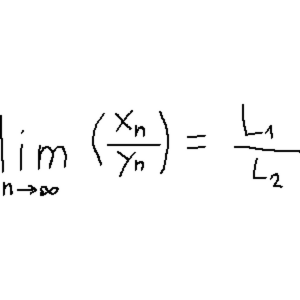 lim n→∞ (xn/yn) = L1/L2